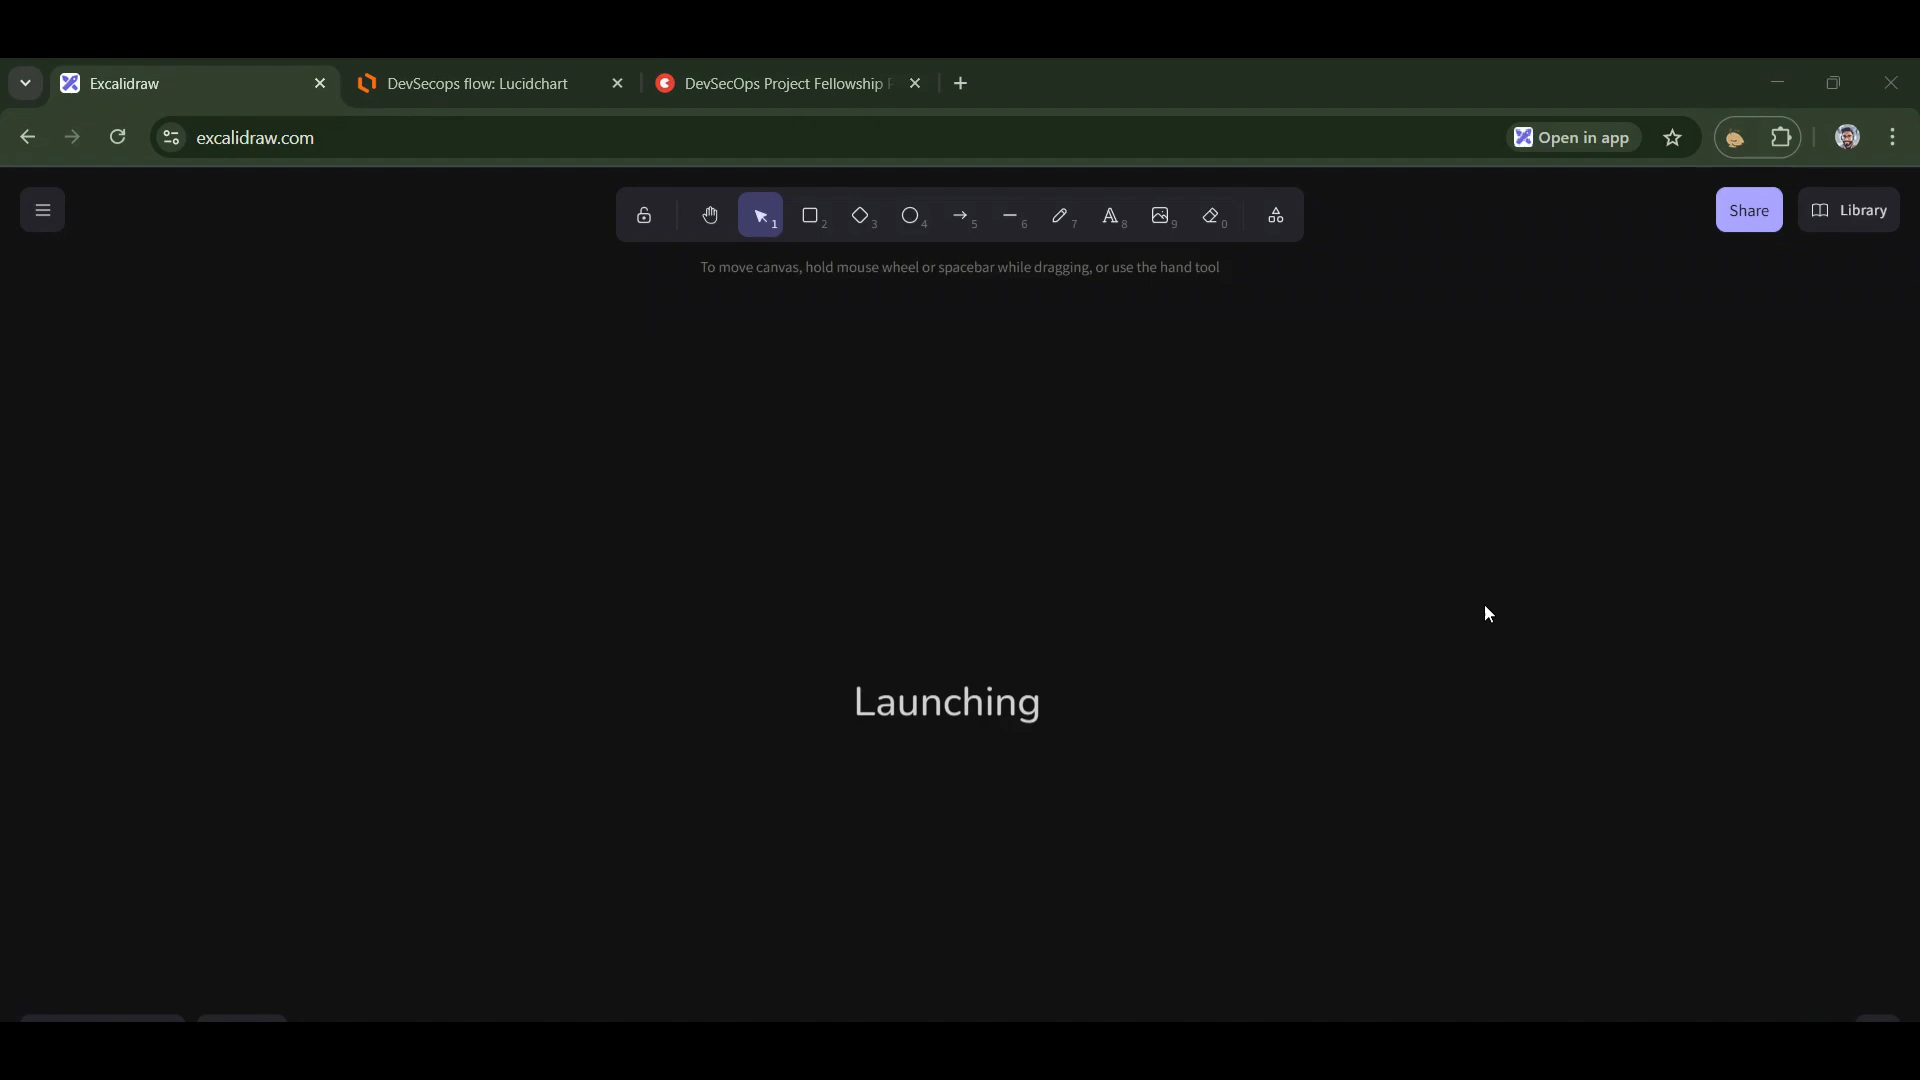 Excalidraw
DevSecops flow: Lucidchart
DevSecOps Project Fellowship
excalidraw.com
Open in app
1
2
3
4
5
6
7
8
9
0
Share
Library
To move canvas, hold mouse wheel or spacebar while dragging, or use the hand tool
Launching